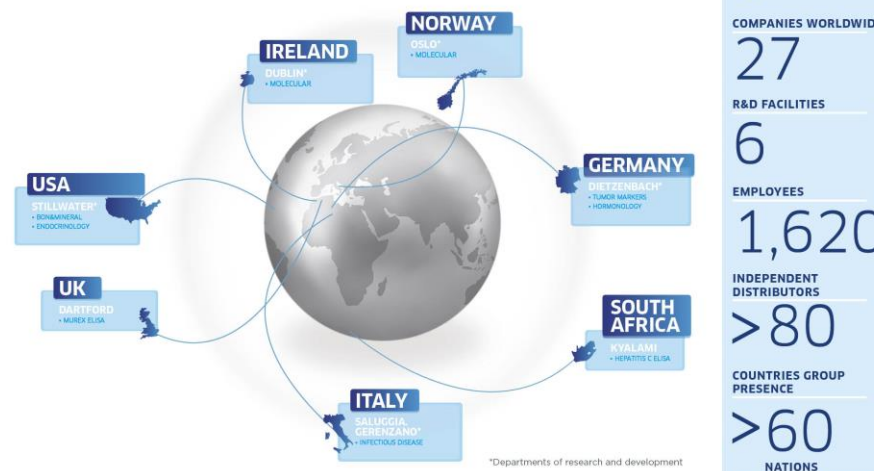 NORWAY
OSLO*
• MOLECULAR
IRELAND
DUBLIN*
• MOLECULAR
GERMANY
DIETZENBACH*
• TUMOR MARKERS
• HORMONOLOGY
USA
STILLWATER*
• BON&MINERAL
• ENDOCRINOLOGY
UK
DARTFORD
• MUREX ELISA
SOUTH
AFRICA
KYALAMI
• HEPATITIS C ELISA
ITALY
SALUGGIA,
GERENZANO*
• INFECTIOUS DISEASE
*Departments of research and development
COMPANIES WORLDWID
27
R&D FACILITIES
6
EMPLOYEES
1,620
INDEPENDENT
DISTRIBUTORS
>80
COUNTRIES GROUP
PRESENCE
>60
NATIONS